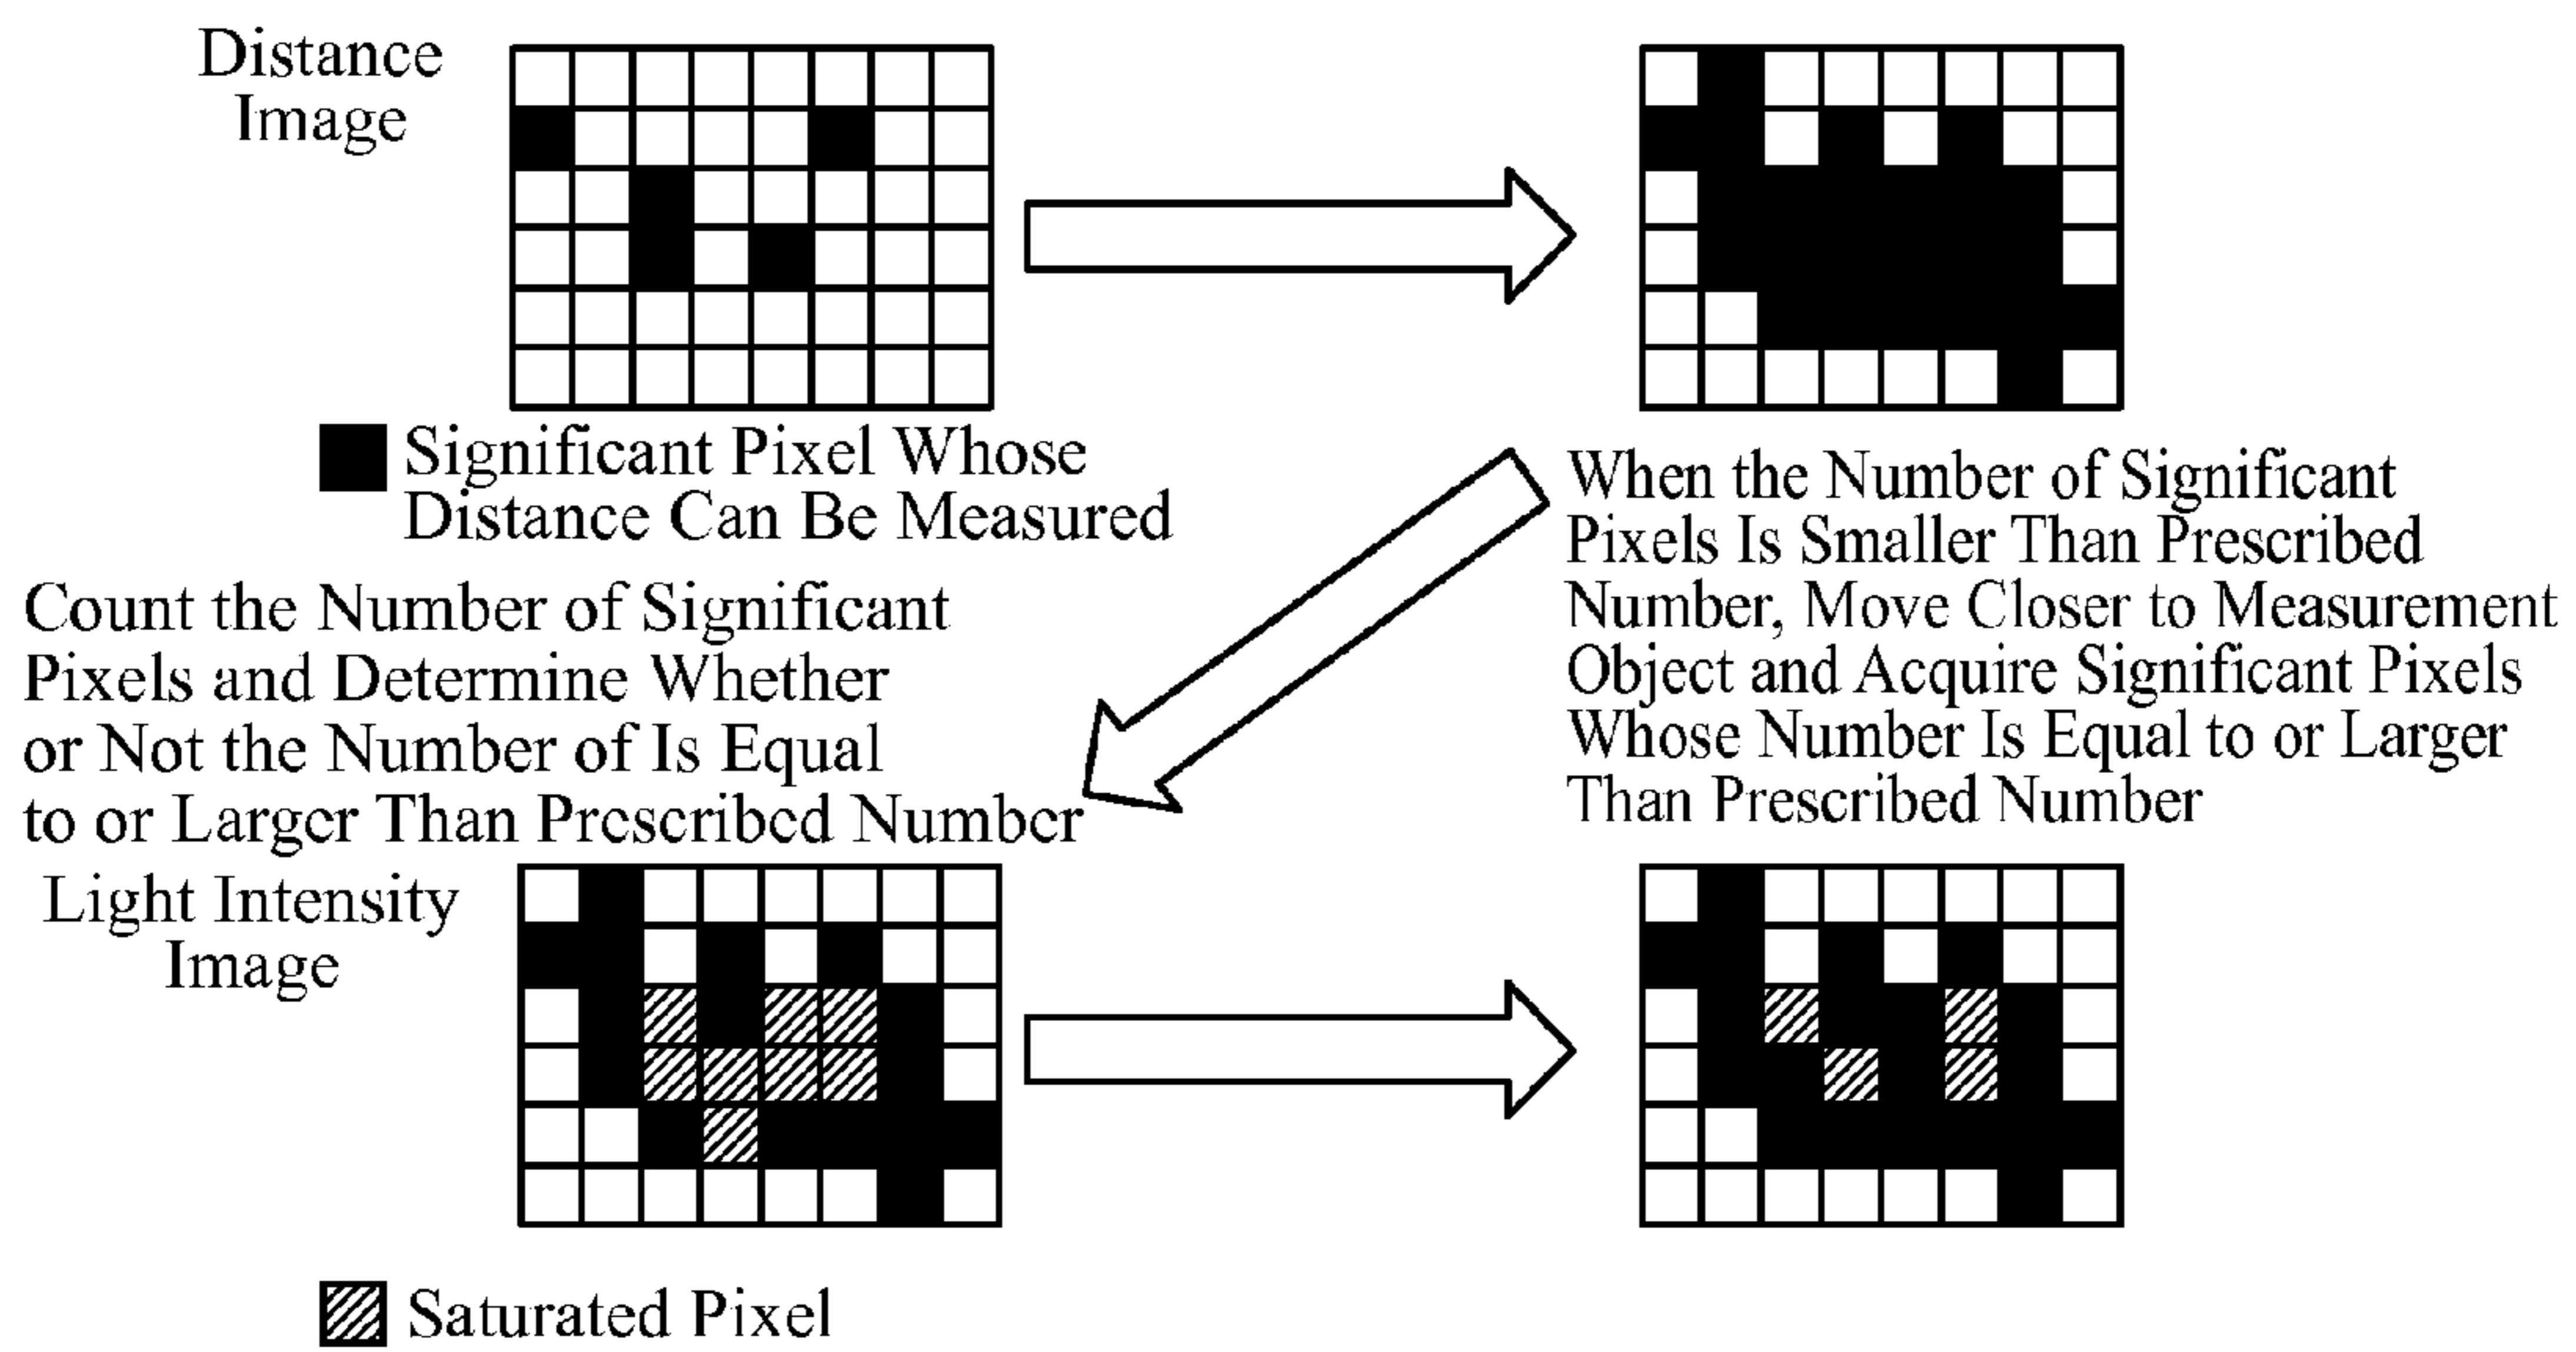 Distance
Image
Significant Pixel Whose
Distance Can Be Measured
Count the Number of Significant
Pixels and Determine Whether
or Not the Number of Is Equal
to or Larger Than Prescribed Number
When the Number of Significant
Pixels Is Smaller Than Prescribed
Number, Move Closer to Measurement
Object and Acquire Significant Pixels
Whose Number Is Equal to or Larger
Than Prescribed Number
Light Intensity
Image
Saturated Pixel